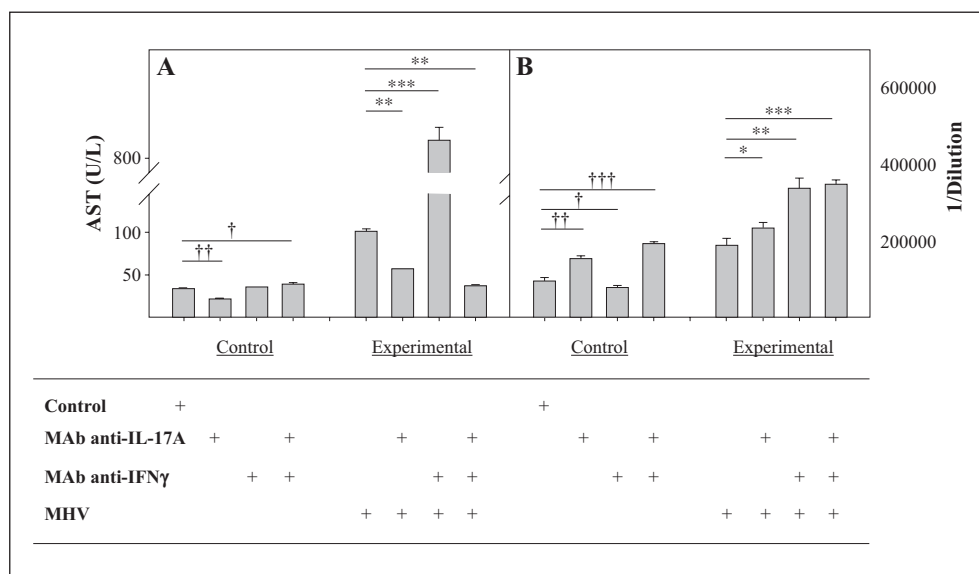 A
B
** 
***
**
***
**
*
800
600000
400000
200000
AST (U/L)
1/Dilution
100
50
†
††
†††
†
††
Control
Experimental
Control
Experimental
Control + +
MAb anti-IL-17A + + + + + + + +
MAb anti-IFNγ + + + + + + + +
MHV + + + + + + + +